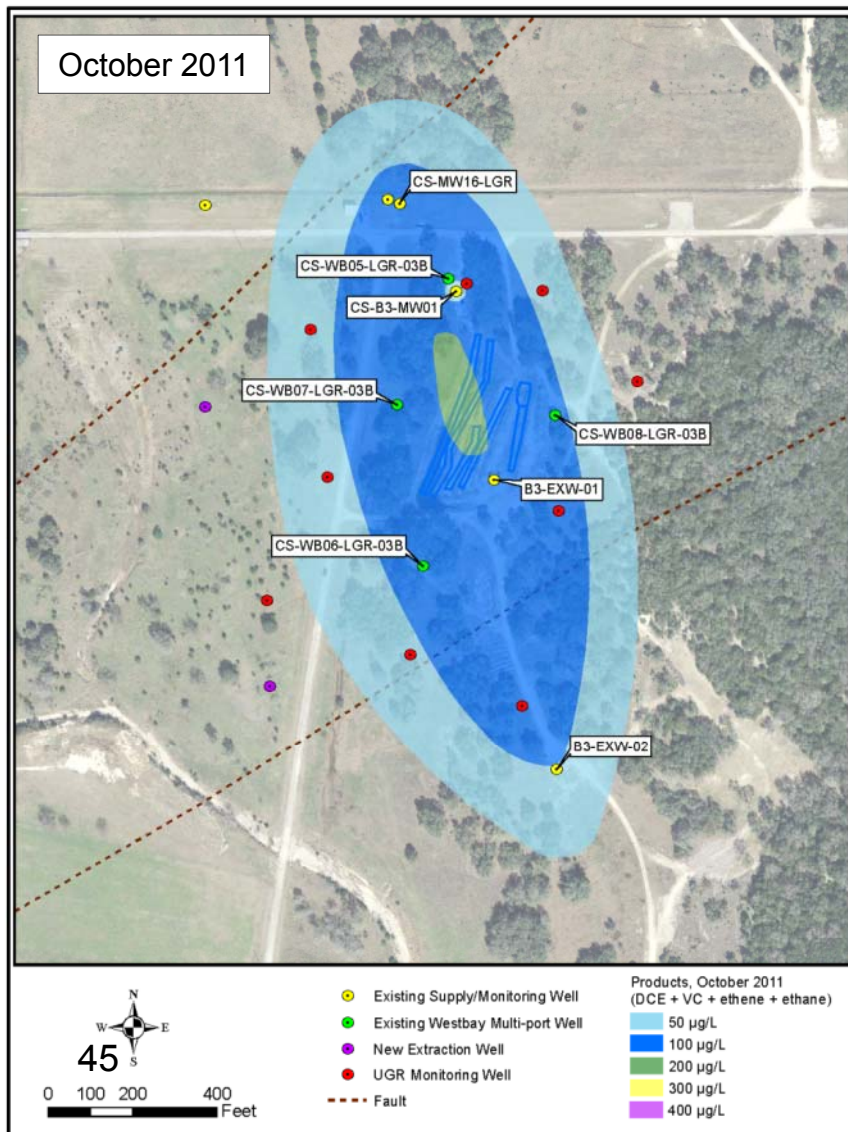 October 2011
CS-MW16-LGR
CS-WB05-LGR-03B
CS-B3-MW01
CS-WB07-LGR-03B
CS-WB08-LGR-03B
B3-EXW-01
CS-WB06-LGR-03B
B3-EXW-02
N
W E
S
45
0 100 200 400
Feet
Existing Supply/Monitoring Well
Existing Westbay Multi-port Well
New Extraction Well
UGR Monitoring Well
Fault
Products, October 2011
(DCE + VC + ethene + ethane)
50 µg/L
100 µg/L
200 µg/L
300 µg/L
400 µg/L